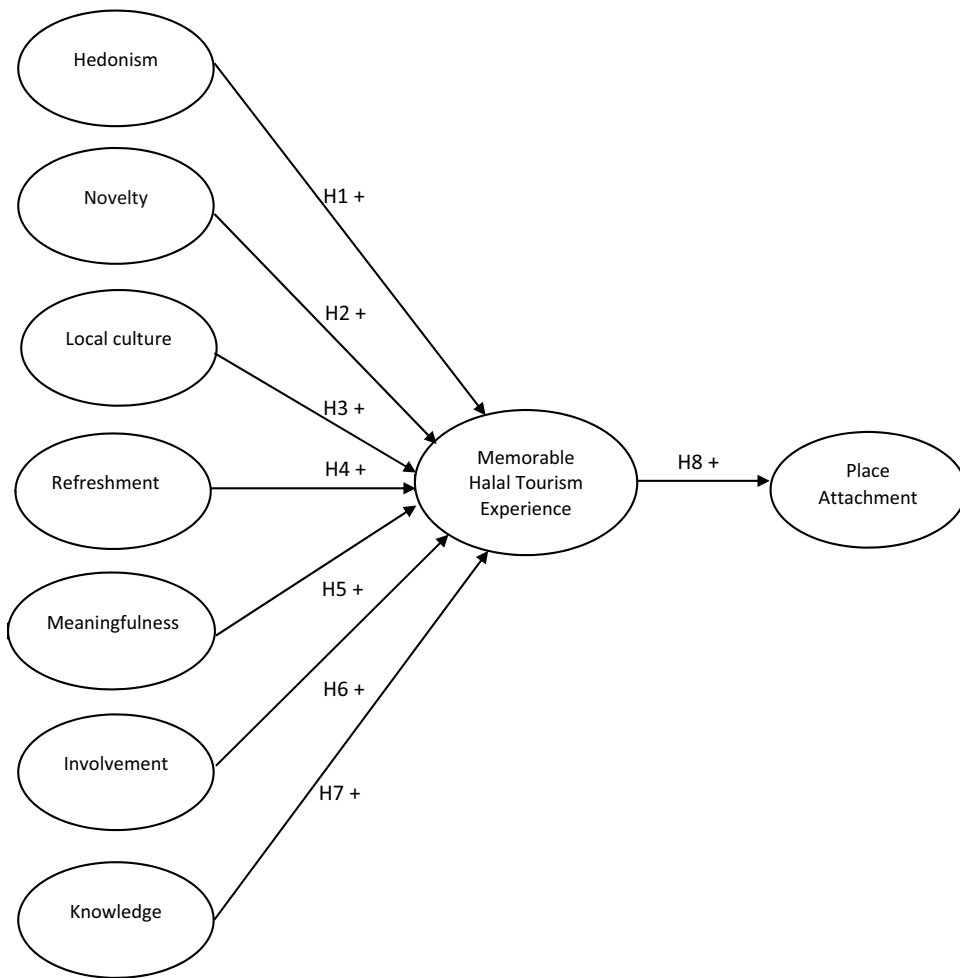 Hedonism
H1 +
Novelty
H2 +
Local culture
H3 +
Refreshment
H4 +
Meaningfulness
H5 +
Involvement
H6 +
Knowledge
H7 +
Memorable
Halal Tourism
Experience
H8 +
Place
Attachment